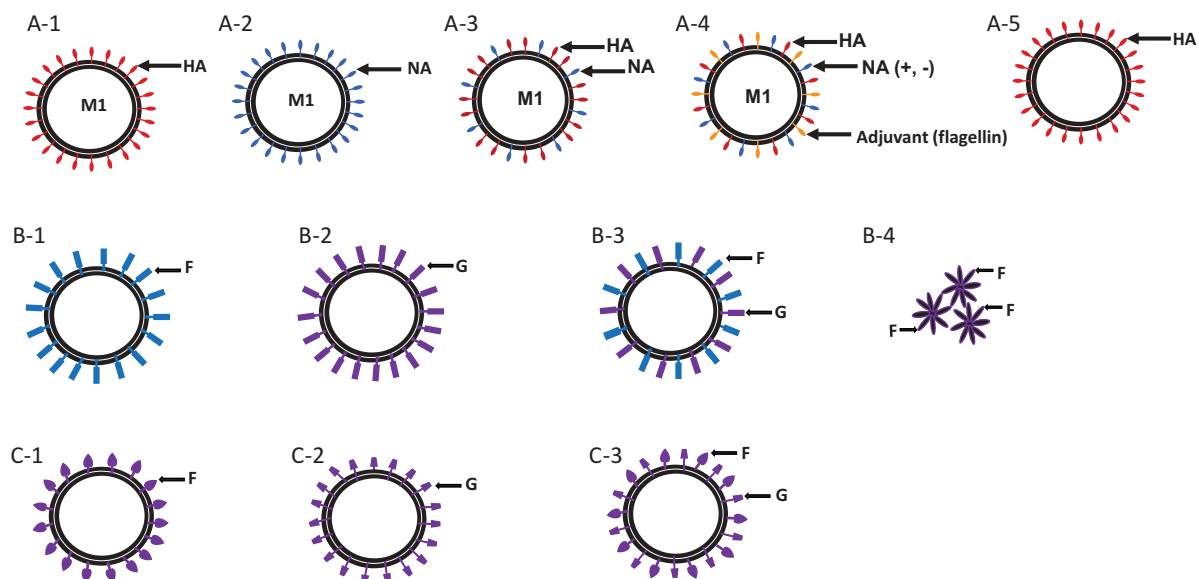 A-1
HA
M1
A-2
NA
M1
A-3
HA
NA
M1
A-4
HA
NA (+, -)
M1
Adjuvant (flagellin)
A-5
HA
B-1
F
B-2
G
B-3
F
G
B-4
F
F
F
C-1
F
C-2
G
C-3
F
G